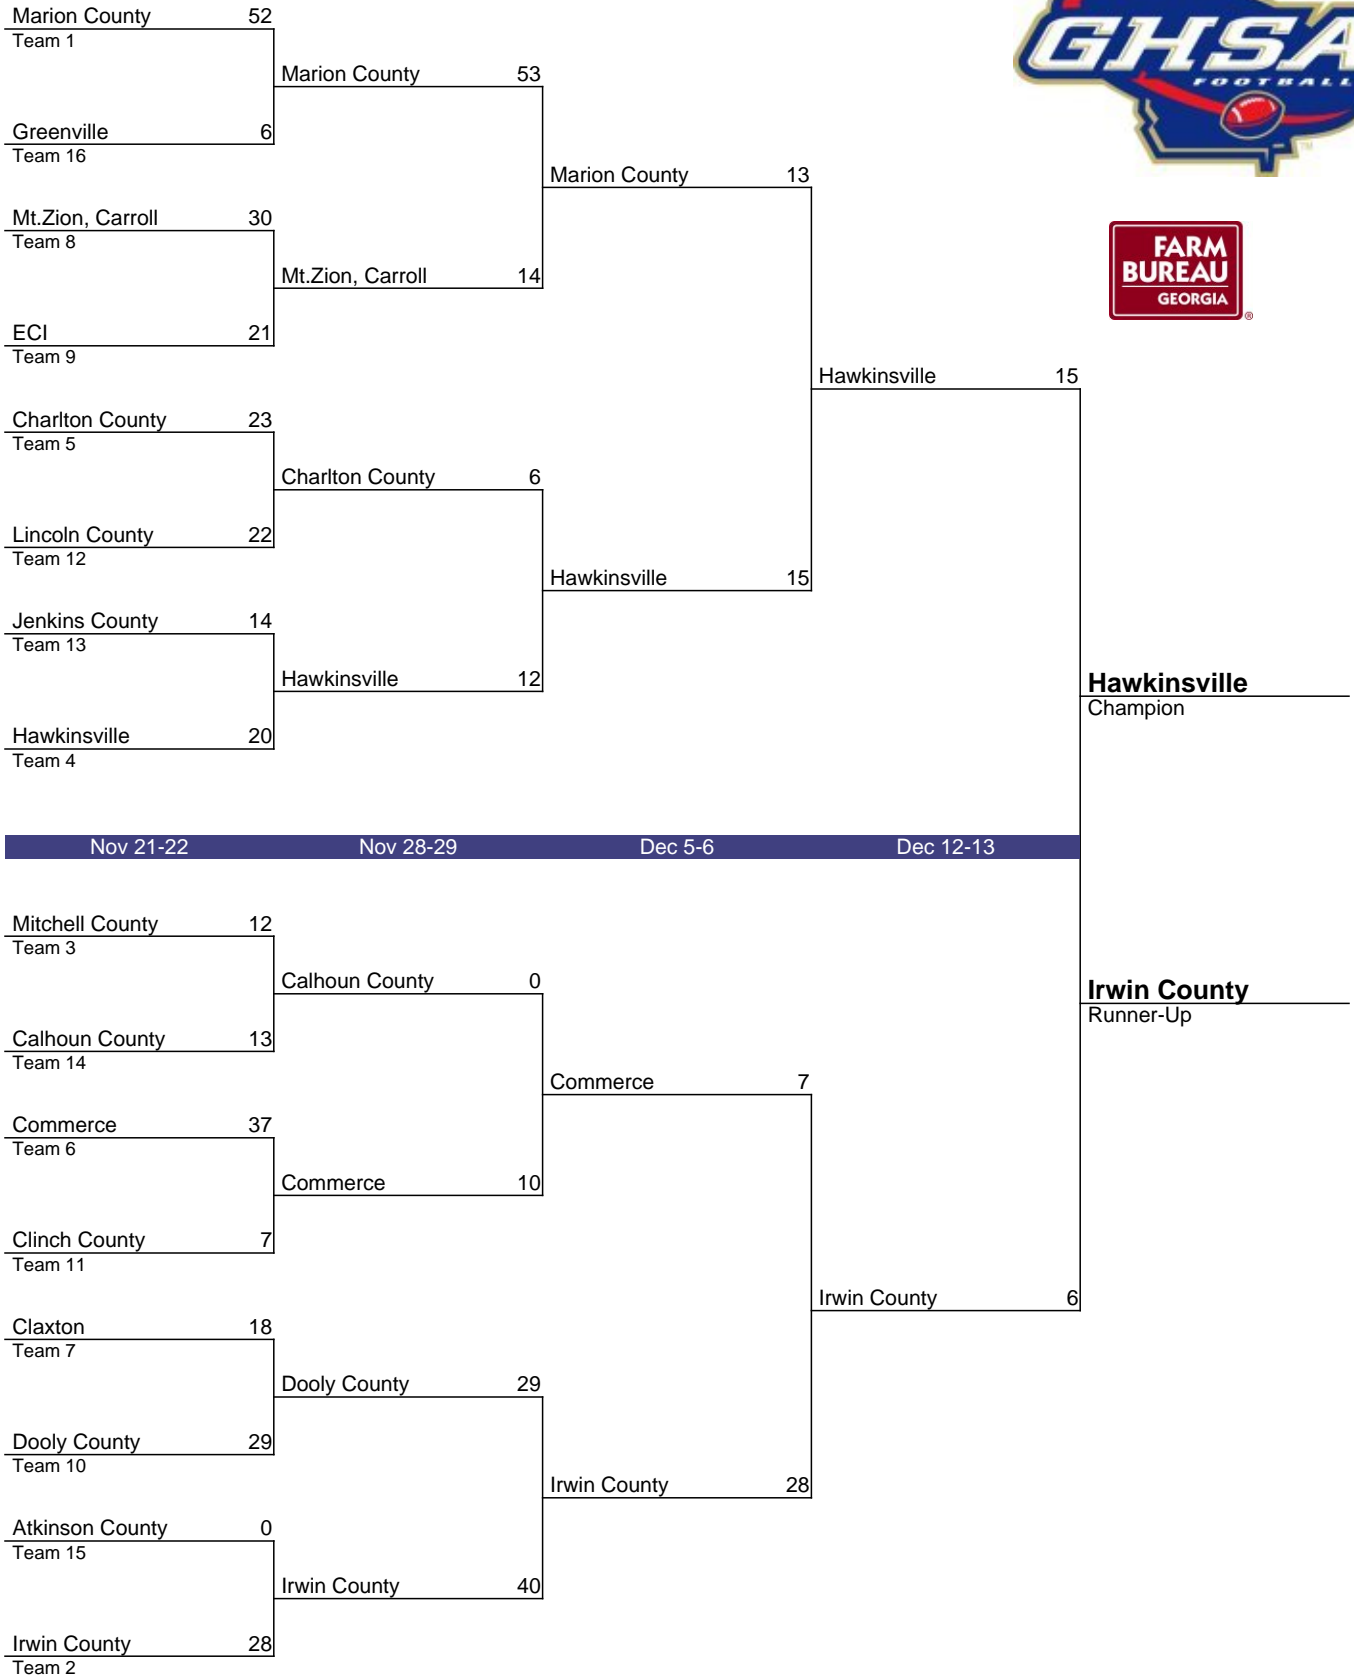 Marion County 52
Team 1
Greenville 6
Team 16
Mt.Zion, Carroll 30
Team 8
ECI 21
Team 9
Charlton County 23
Team 5
Lincoln County 22
Team 12
Jenkins County 14
Team 13
Hawkinsville 20
Team 4
Marion County 53
Mt.Zion, Carroll 14
Charlton County 6
Hawkinsville 12
Marion County 13
Hawkinsville 15
Hawkinsville 15
GHSA
FOOTBALL
TM
FARM
BUREAU
GEORGIA
®
Hawkinsville
Champion
Nov 21-22 Nov 28-29 Dec 5-6 Dec 12-13
Mitchell County 12
Team 3
Calhoun County 13
Team 14
Commerce 37
Team 6
Clinch County 7
Team 11
Claxton 18
Team 7
Dooly County 29
Team 10
Atkinson County 0
Team 15
Irwin County 28
Team 2
Calhoun County 0
Commerce 10
Dooly County 29
Irwin County 40
Commerce 7
Irwin County 28
Irwin County 6
Irwin County
Runner-Up